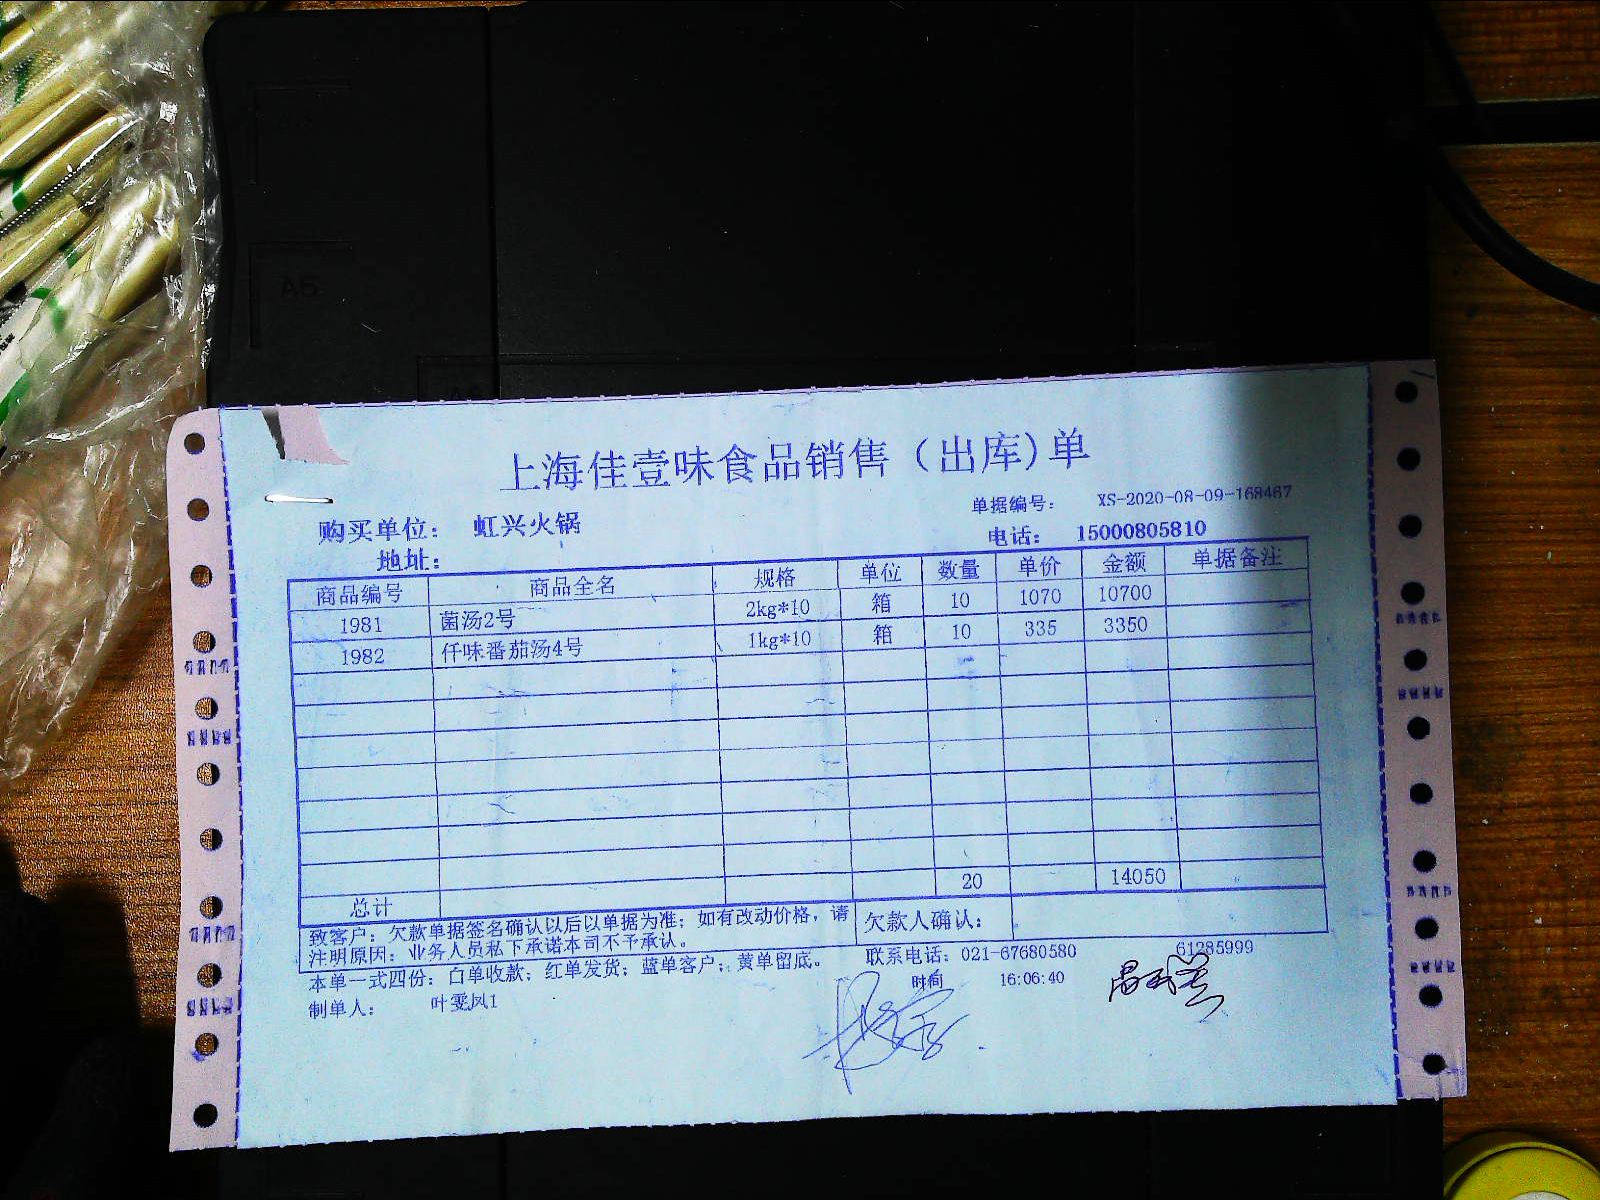 上海佳壹味食品销售（出库)单
单据编号： XS-2020-08-09-168467
购买单位： 虹兴火锅
电话： 15000805810
地址：
商品编号 商品全名 规格 单位 数量 单价 金额 单据备注
1981 菌汤2号 2kg*10 箱 10 1070 10700
1982 仟味番茄汤4号 1kg*10 箱 10 335 3350
20 14050
总计
致客户：欠款单据签名确认以后以单据为准；如有改动价格，请
注明原因：业务人员私下承诺本司不予承认。
欠款人确认：
本单一式四份：白单收款；红单发货；蓝单客户；黄单留底。
联系电话：021-67680580 61285999
时间 16:06:40
制单人： 叶雯凤1
A5